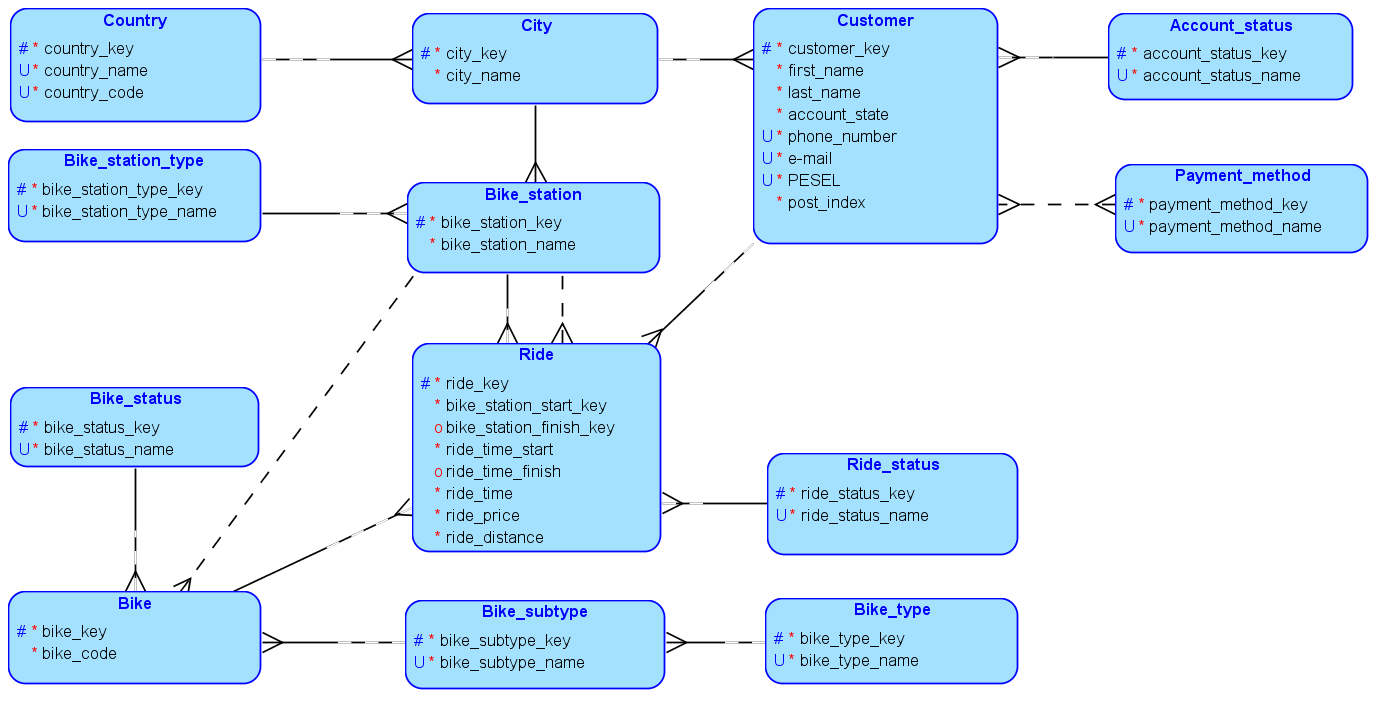 Country
# * country_key
U * country_name
U * country_code
City
# * city_key
* city_name
Customer
# * customer_key
* first_name
* last_name
* account_state
U * phone_number
U * e-mail
U * PESEL
* post_index
Account_status
# * account_status_key
U * account_status_name
Bike_station_type
# * bike_station_type_key
U * bike_station_type_name
Bike_station
# * bike_station_key
* bike_station_name
Payment_method
# * payment_method_key
U * payment_method_name
Ride
# * ride_key
* bike_station_start_key
o bike_station_finish_key
* ride_time_start
o ride_time_finish
* ride_time
* ride_price
* ride_distance
Bike_status
# * bike_status_key
U * bike_status_name
Ride_status
# * ride_status_key
U * ride_status_name
Bike
# * bike_key
* bike_code
Bike_subtype
# * bike_subtype_key
U * bike_subtype_name
Bike_type
# * bike_type_key
U * bike_type_name